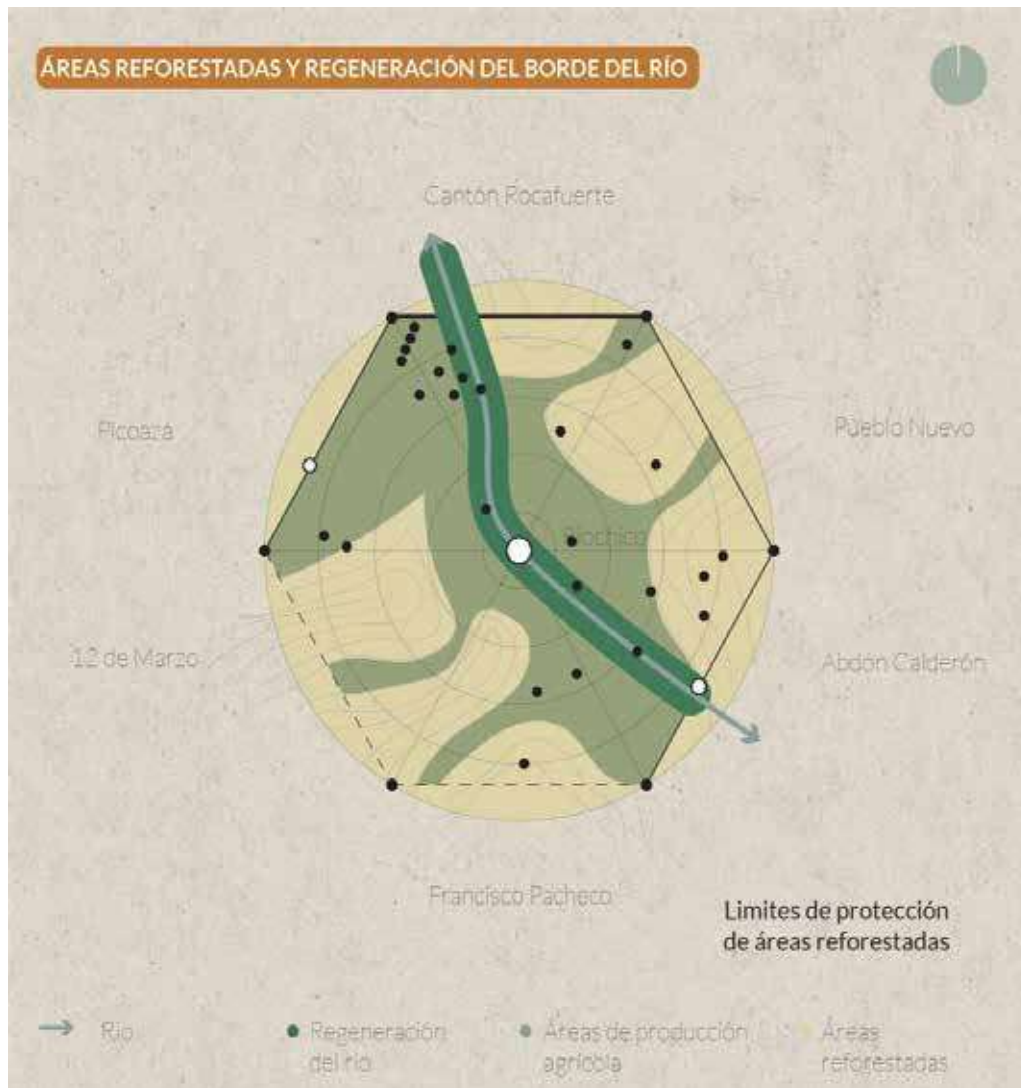 ÁREAS REFORESTADAS Y REGENERACIÓN DEL BORDE DEL RÍO
Cantón Rocafuerte
Picoazá
Pueblo Nuevo
Riochico
12 de Marzo
Abdón Calderón
Francisco Pacheco
Limites de protección
de áreas reforestadas
Río
Regeneración
del río
Áreas de producción
agrícola
Áreas
reforestadas